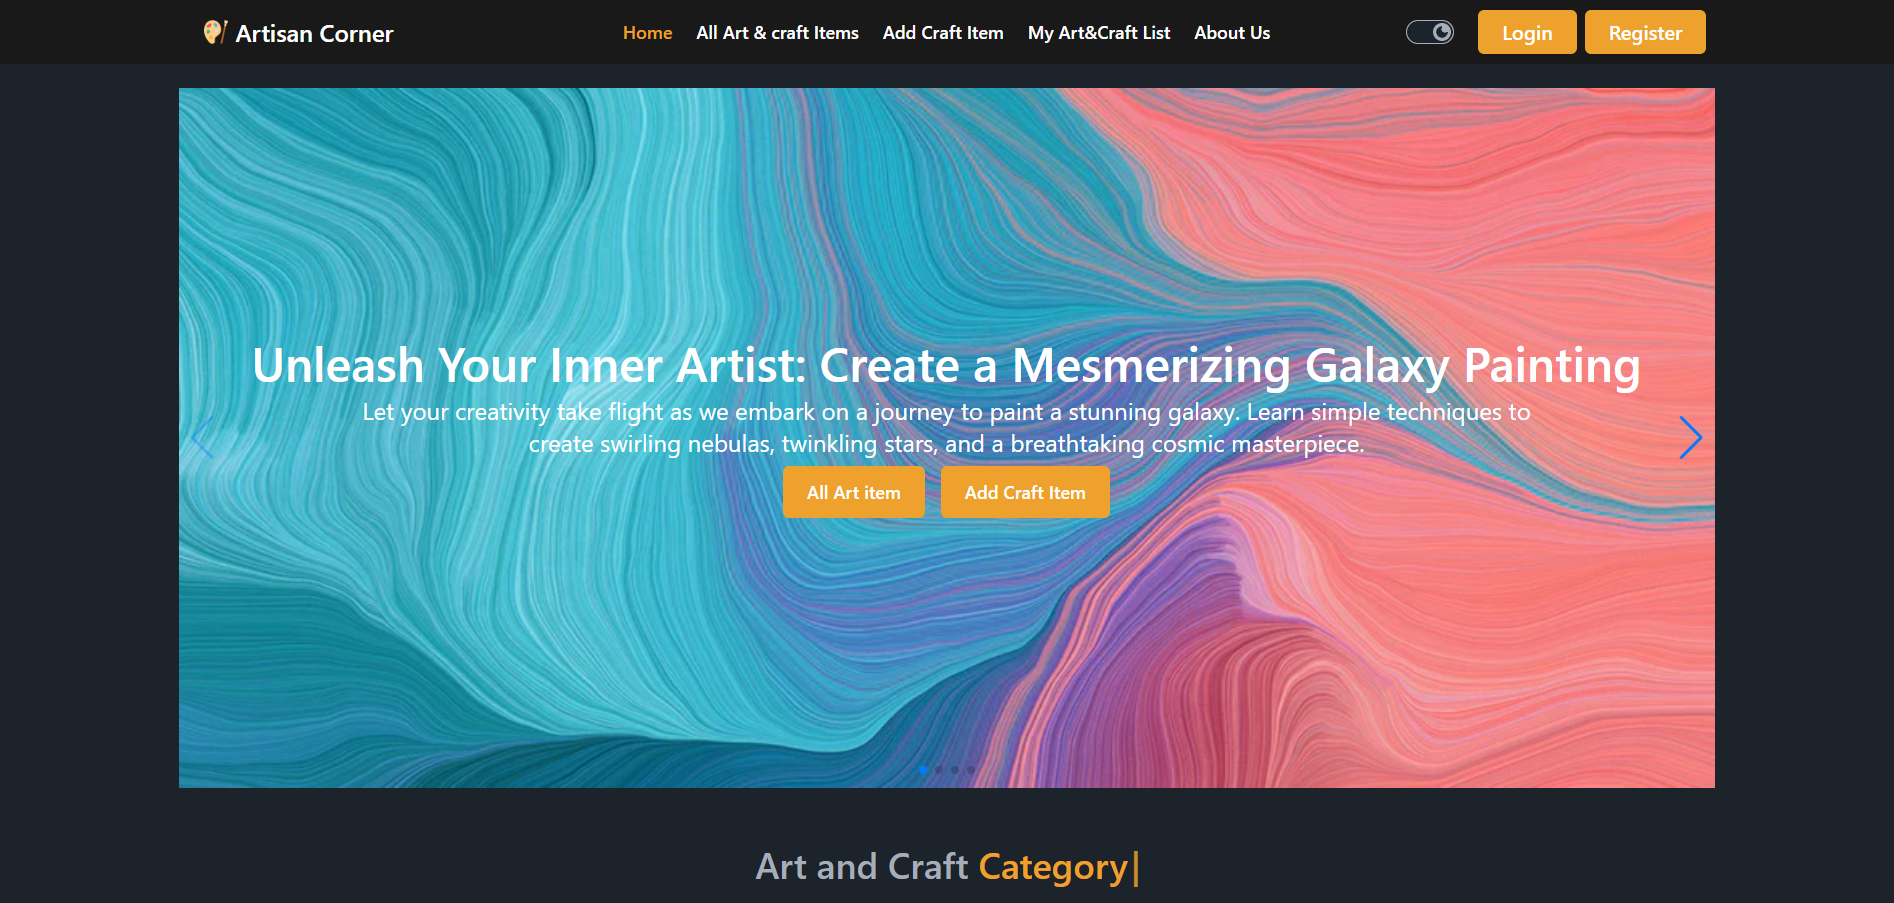 Artisan Corner
Home
All Art & craft Items
Add Craft Item
My Art&Craft List
About Us
Login
Register
Unleash Your Inner Artist: Create a Mesmerizing Galaxy Painting
Let your creativity take flight as we embark on a journey to paint a stunning galaxy. Learn simple techniques to
create swirling nebulas, twinkling stars, and a breathtaking cosmic masterpiece.
All Art item
Add Craft Item
Art and Craft Category|